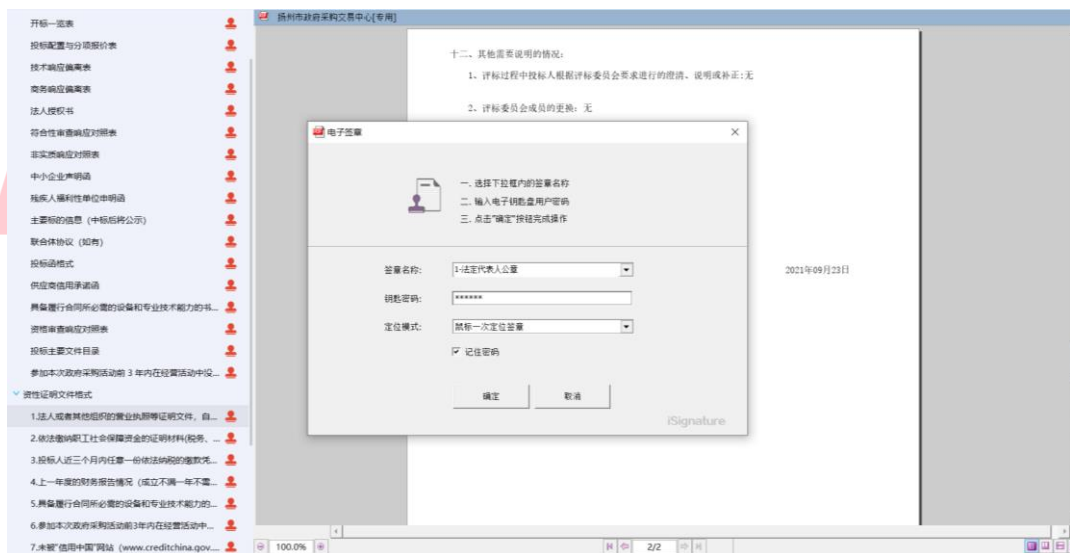 开标一览表
投标配置与分项报价表
技术响应偏离表
商务响应偏离表
法人授权书
符合性审查响应对照表
非实质响应对照表
中小企业声明函
残疾人福利性单位申明函
主要标的信息（中标后将公示）
联合体协议（如有）
投标函格式
供应商信用承诺函
具备履行合同所必需的设备和专业技术能力的书...
资格审查响应对照表
投标主要文件目录
参加本次政府采购活动前 3 年内在经营活动中没...
资性证明文件格式
1.法人或者其他组织的营业执照等证明文件，自...
2.依法缴纳职工社会保障资金的证明材料(税务、...
3.投标人近三个月内任意一份依法纳税的缴款凭...
4.上一年度的财务报告情况（成立不满一年不需...
5.具备履行合同所必需的设备和专业技术能力的...
6.参加本次政府采购活动前3年内在经营活动中...
7.未被“信用中国”网站（www.creditchina.gov....
扬州市政府采购交易中心[专用]
十二、其他需要说明的情况：
1、评标过程中投标人根据评标委员会要求进行的澄清、说明或补正：无
2、评标委员会成员的更换：无
电子签章
一. 选择下拉框内的签章名称
二. 输入电子钥匙盘用户密码
三. 点击"确定"按钮完成操作
签章名称: 1-法定代表人公章
钥匙密码: ******
定位模式: 鼠标一次定位签章
记住密码
确定 取消
iSignature
2021年09月23日
100.0% 2/2